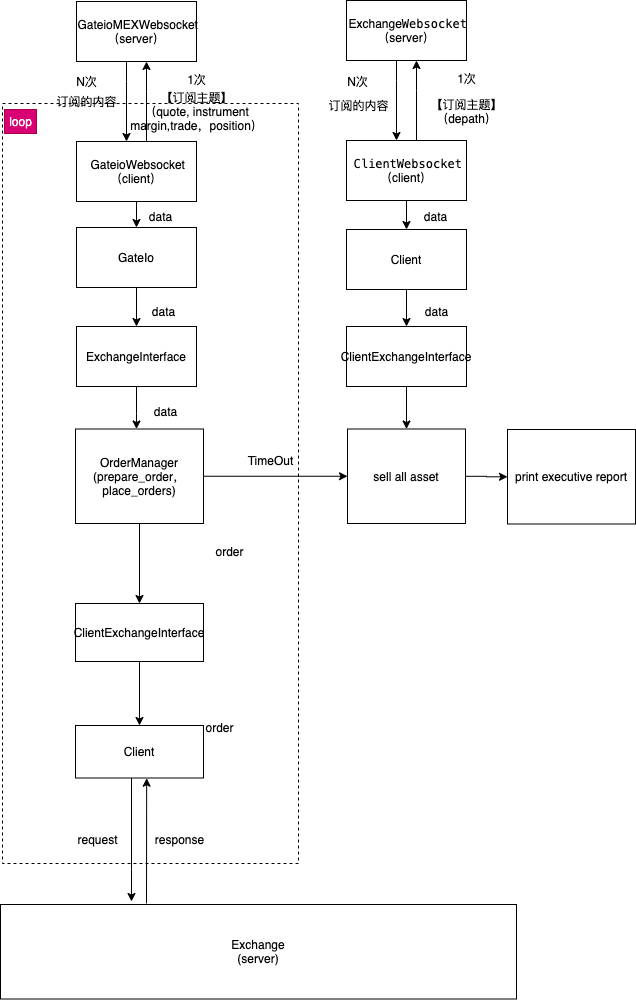 GateioMEXWebsocket
(server)
N次
订阅的内容
1次
【订阅主题】
(quote, instrument
margin,trade，position）
loop
GateioWebsocket
(client)
data
GateIo
data
ExchangeInterface
data
OrderManager
(prepare_order,
place_orders)
TimeOut
order
ClientExchangeInterface
order
Client
request
response
Exchange
(server)
ExchangeWebsocket
(server)
N次
订阅的内容
1次
【订阅主题】
(depath)
ClientWebsocket
(client)
data
Client
data
ClientExchangeInterface
sell all asset
print executive report